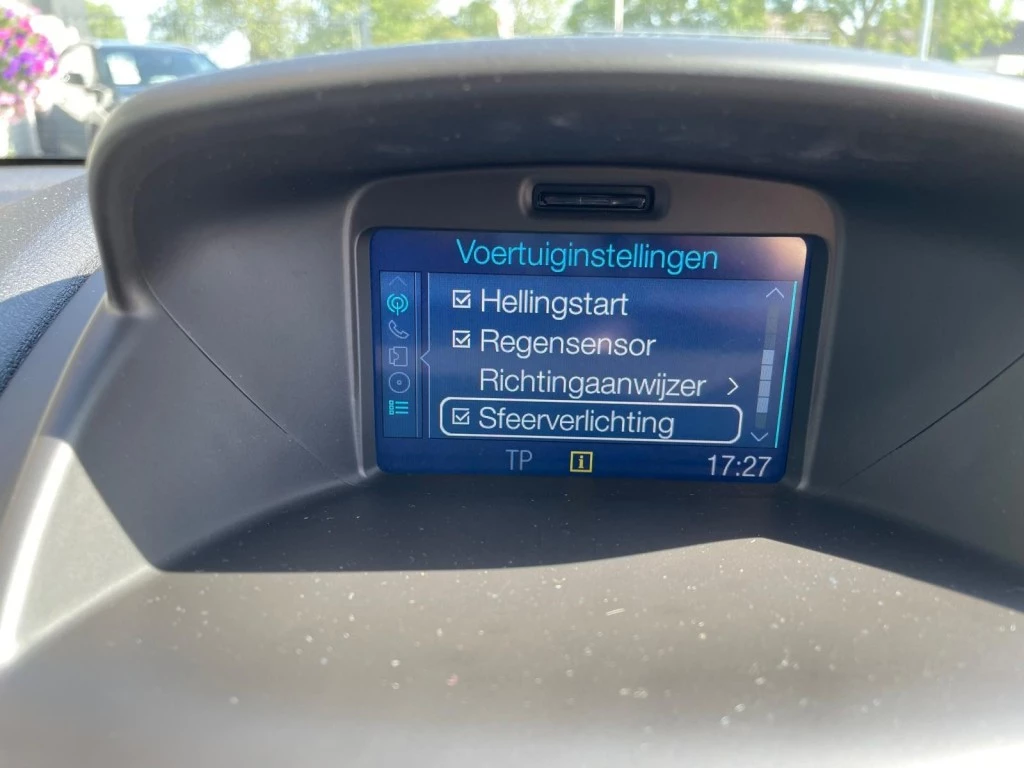 Voertuiginstellingen
Hellingstart
Regensensor
Richtingaanwijzer
Sfeerverlichting
TP
i
17:27